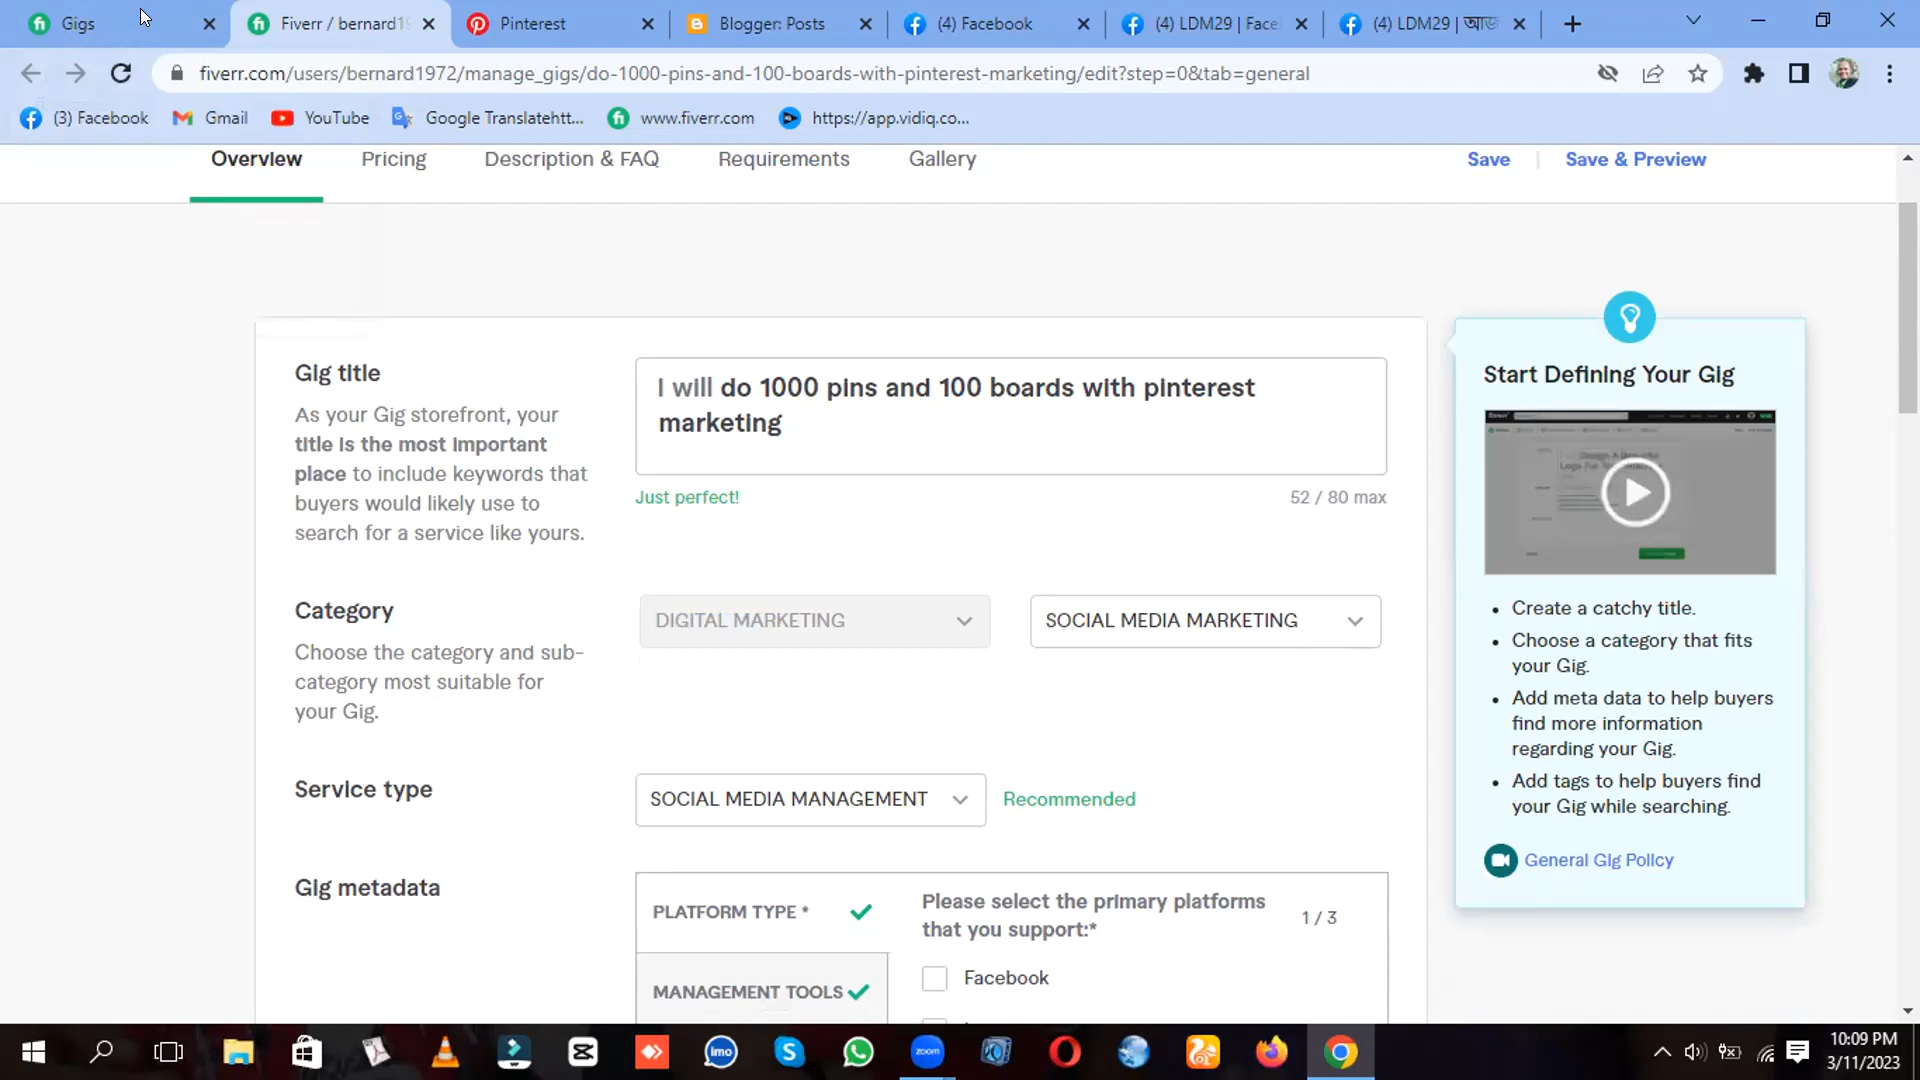 Gigs
Fiverr / bernard19
Pinterest
Blogger: Posts
(4) Facebook
(4) LDM29 | Face
(4) LDM29 | আজ
fiverr.com/users/bernard1972/manage_gigs/do-1000-pins-and-100-boards-with-pinterest-marketing/edit?step=0&tab=general
(3) Facebook
Gmail
YouTube
Google Translatehtt...
www.fiverr.com
https://app.vidiq.co...
Overview
Pricing
Description & FAQ
Requirements
Gallery
Save
Save & Preview
Gig title
As your Gig storefront, your
title is the most important
place to include keywords that
buyers would likely use to
search for a service like yours.
I will do 1000 pins and 100 boards with pinterest
marketing
Just perfect!
52 / 80 max
Category
Choose the category and sub-
category most suitable for
your Gig.
DIGITAL MARKETING
SOCIAL MEDIA MARKETING
Service type
SOCIAL MEDIA MANAGEMENT
Recommended
Gig metadata
PLATFORM TYPE *
MANAGEMENT TOOLS
Please select the primary platforms
that you support:*
1 / 3
Facebook
Start Defining Your Gig
• Create a catchy title.
• Choose a category that fits
your Gig.
• Add meta data to help buyers
find more information
regarding your Gig.
• Add tags to help buyers find
your Gig while searching.
General Gig Policy
imo
zoom
10:09 PM
3/11/2023